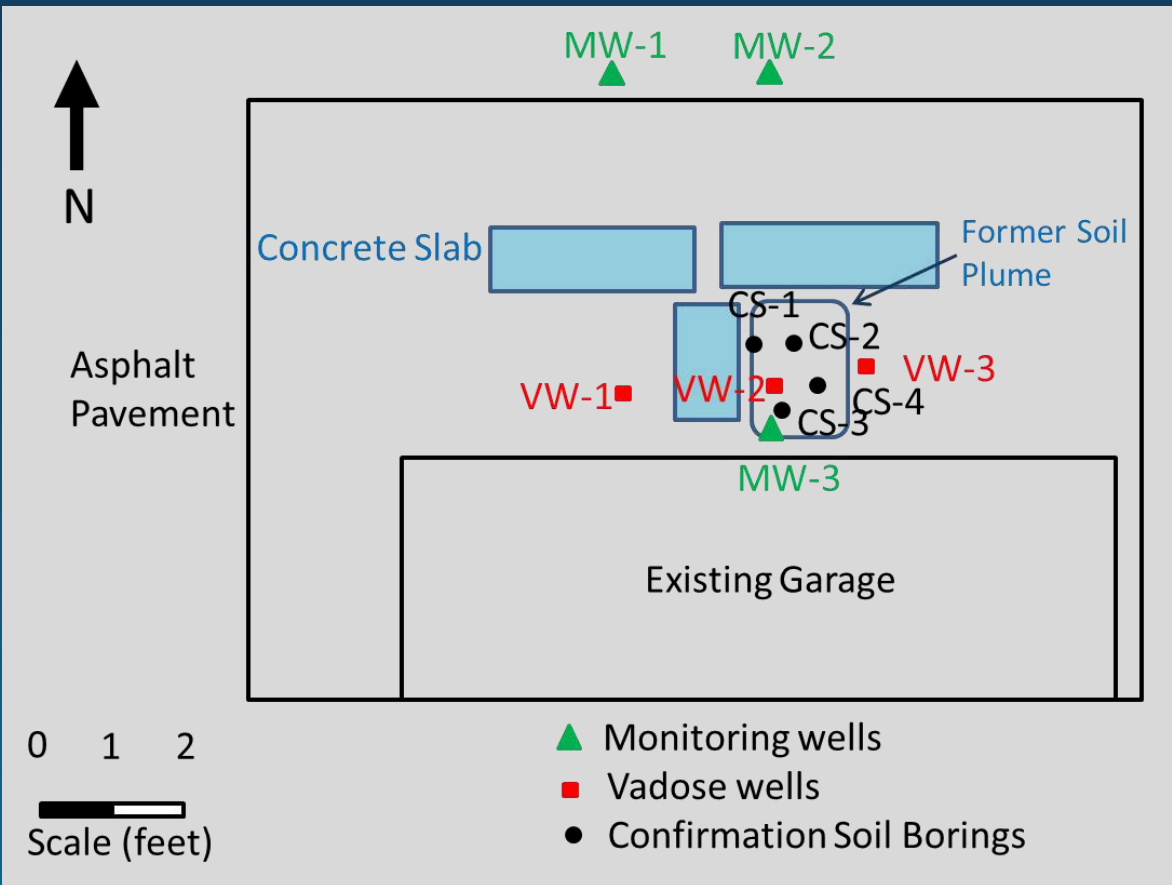 MW-1
MW-2
N
Concrete Slab
Former Soil
Plume
CS-1
CS-2
Asphalt
Pavement
VW-1
VW-2
VW-3
CS-4
CS-3
MW-3
Existing Garage
0 1 2
Scale (feet)
Monitoring wells
Vadose wells
Confirmation Soil Borings